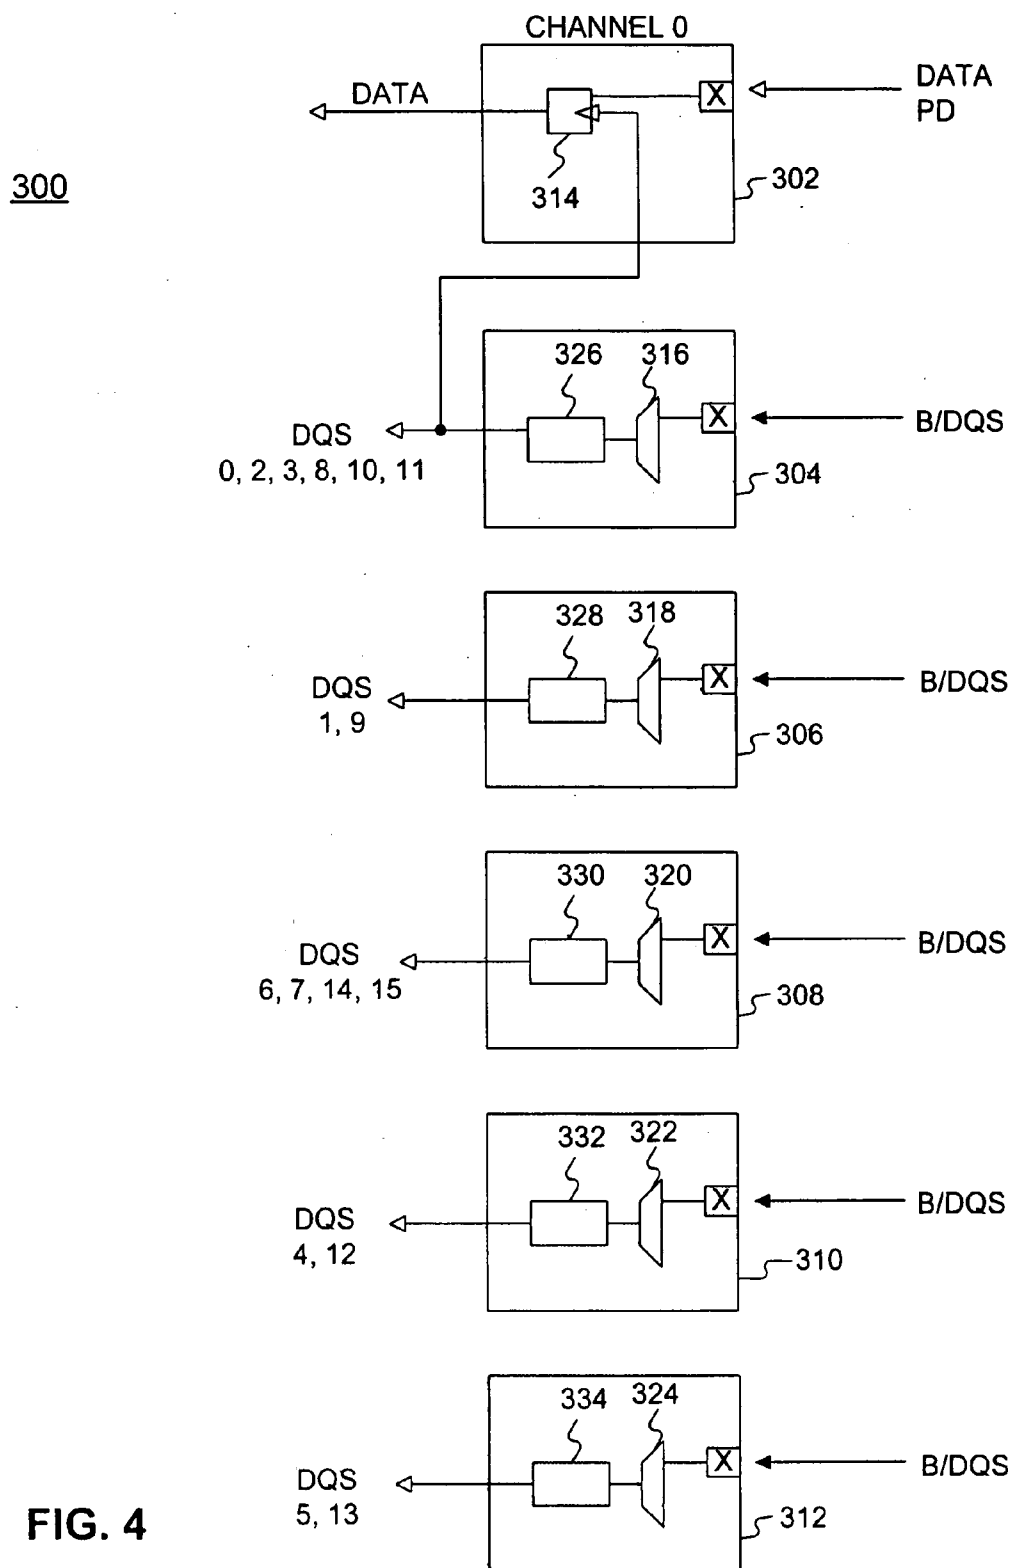 CHANNEL 0
DATA
DATA
PD
X
314
302
300
326
316
X
B/DQS
DQS
0, 2, 3, 8, 10, 11
304
328
318
X
B/DQS
DQS
1, 9
306
330
320
X
B/DQS
DQS
6, 7, 14, 15
308
332
322
X
B/DQS
DQS
4, 12
310
334
324
X
B/DQS
DQS
5, 13
312
FIG. 4